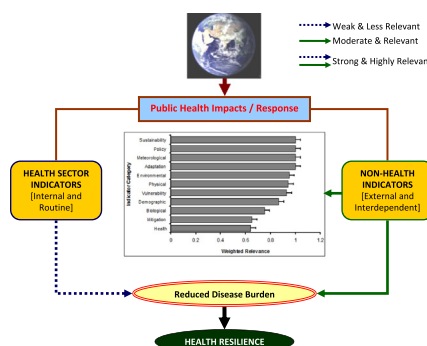 Weak & Less Relevant
Moderate & Relevant
Strong & Highly Relevant
Public Health Impacts / Response
HEALTH SECTOR
INDICATORS
[Internal and
Routine]
Indicator Category
Sustainability
Policy
Meteorological
Adaptation
Environmental
Physical
Vulnerability
Demographic
Biological
Mitigation
Health
0
0.2
0.4
0.6
0.8
1
1.2
Weighted Relevance
NON-HEALTH
INDICATORS
[External and
Interdependent]
Reduced Disease Burden
HEALTH RESILIENCE